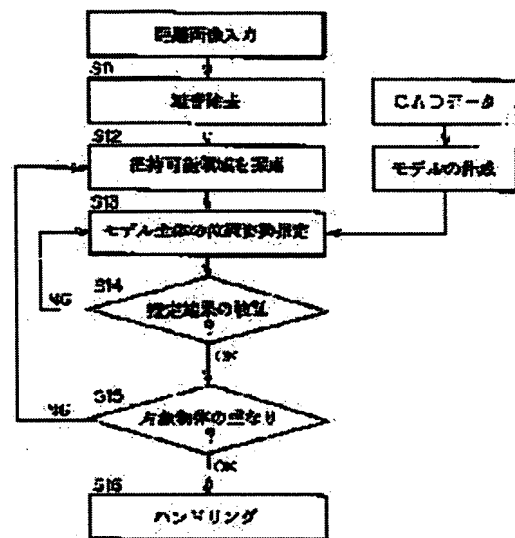 距離画像入力
S11
雑音除去
CADデータ
S12
把持可能領域を探索
モデルの作成
S13
モデル全体の位置姿勢推定
S14
推定結果の検証
?
NG
OK
S15
対象物体の重なり
?
NG
OK
S16
ハンドリング